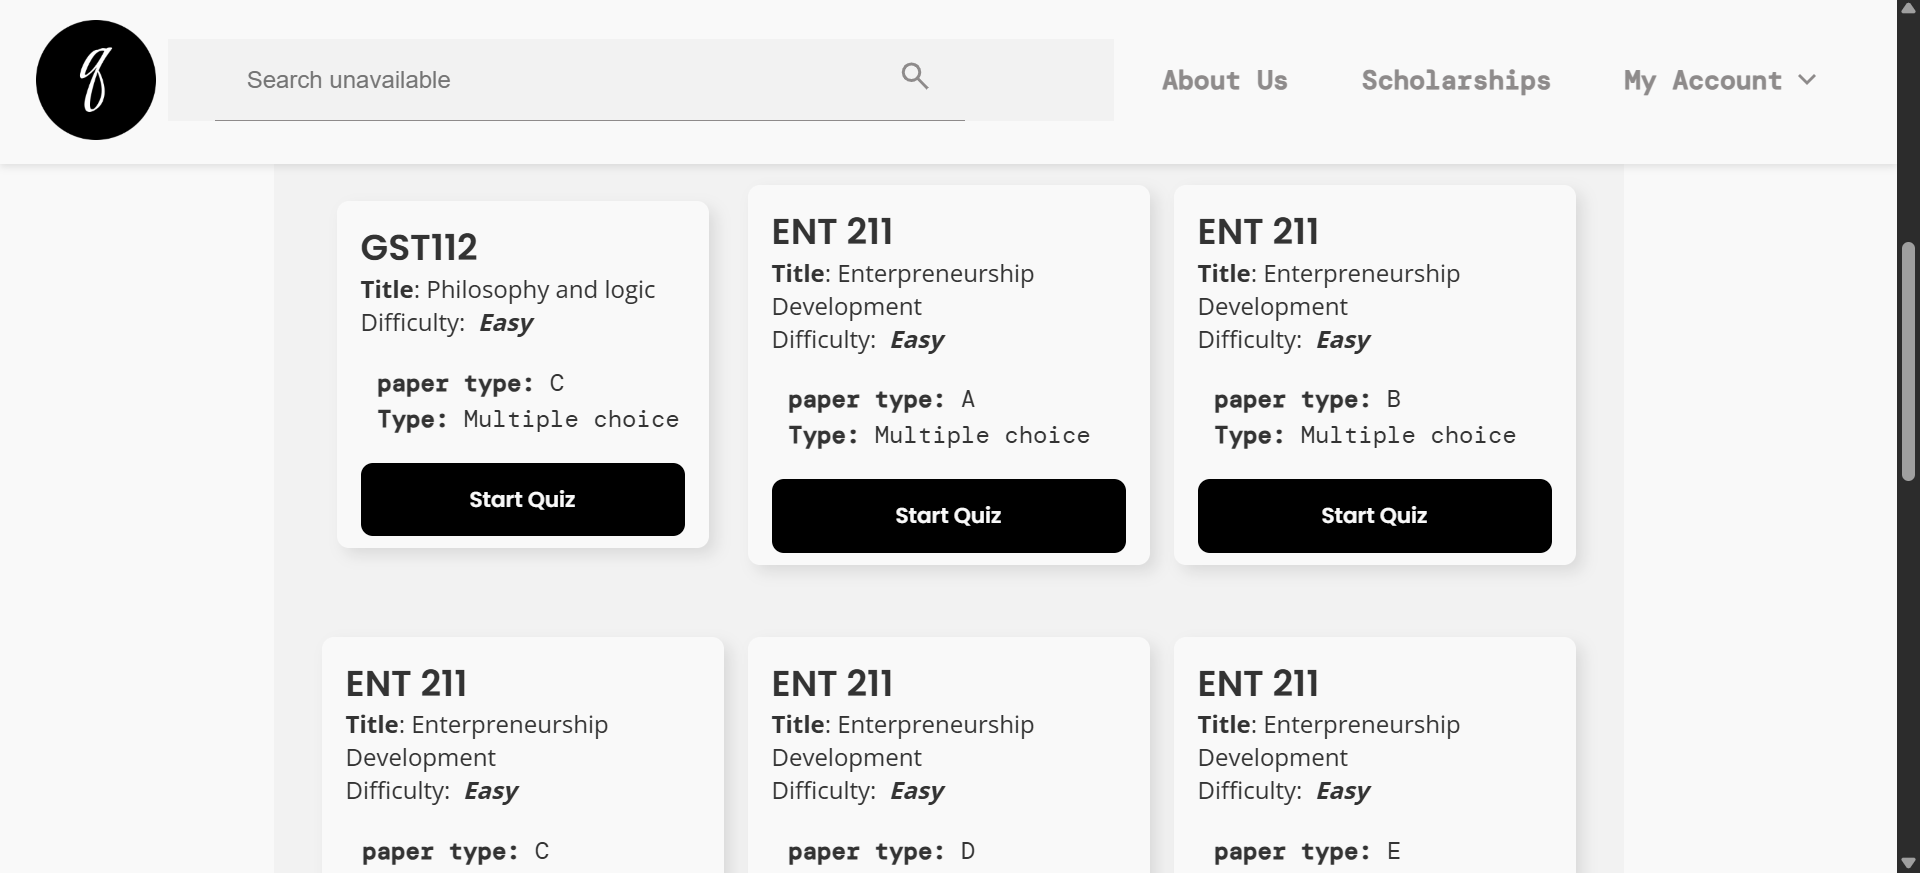 q
Search unavailable
About Us
Scholarships
My Account
GST112
Title: Philosophy and logic
Difficulty: Easy
paper type: C
Type: Multiple choice
Start Quiz
ENT 211
Title: Enterpreneurship
Development
Difficulty: Easy
paper type: A
Type: Multiple choice
Start Quiz
ENT 211
Title: Enterpreneurship
Development
Difficulty: Easy
paper type: B
Type: Multiple choice
Start Quiz
ENT 211
Title: Enterpreneurship
Development
Difficulty: Easy
paper type: C
ENT 211
Title: Enterpreneurship
Development
Difficulty: Easy
paper type: D
ENT 211
Title: Enterpreneurship
Development
Difficulty: Easy
paper type: E